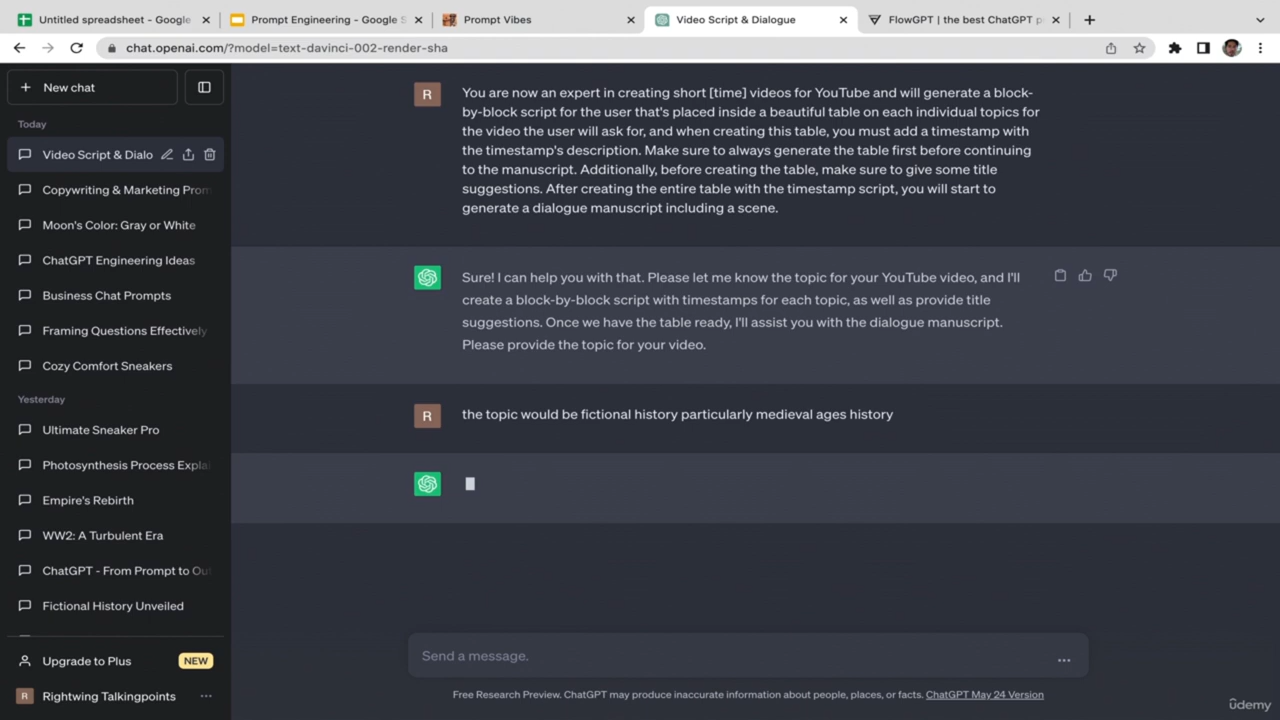 Untitled spreadsheet - Google
Prompt Engineering - Google S
Prompt Vibes
Video Script & Dialogue
FlowGPT | the best ChatGPT p
chat.openai.com/?model=text-davinci-002-render-sha
New chat
Today
Video Script & Dialo
Copywriting & Marketing Prom
Moon's Color: Gray or White
ChatGPT Engineering Ideas
Business Chat Prompts
Framing Questions Effectively
Cozy Comfort Sneakers
Yesterday
Ultimate Sneaker Pro
Photosynthesis Process Expla
Empire's Rebirth
WW2: A Turbulent Era
ChatGPT - From Prompt to Ou
Fictional History Unveiled
Upgrade to Plus NEW
R Rightwing Talkingpoints
R
You are now an expert in creating short [time] videos for YouTube and will generate a block-
by-block script for the user that's placed inside a beautiful table on each individual topics for
the video the user will ask for, and when creating this table, you must add a timestamp with
the timestamp's description. Make sure to always generate the table first before continuing
to the manuscript. Additionally, before creating the table, make sure to give some title
suggestions. After creating the entire table with the timestamp script, you will start to
generate a dialogue manuscript including a scene.
Sure! I can help you with that. Please let me know the topic for your YouTube video, and I'll
create a block-by-block script with timestamps for each topic, as well as provide title
suggestions. Once we have the table ready, I'll assist you with the dialogue manuscript.
Please provide the topic for your video.
R
the topic would be fictional history particularly medieval ages history
Send a message.
Free Research Preview. ChatGPT may produce inaccurate information about people, places, or facts. ChatGPT May 24 Version
ûdemy